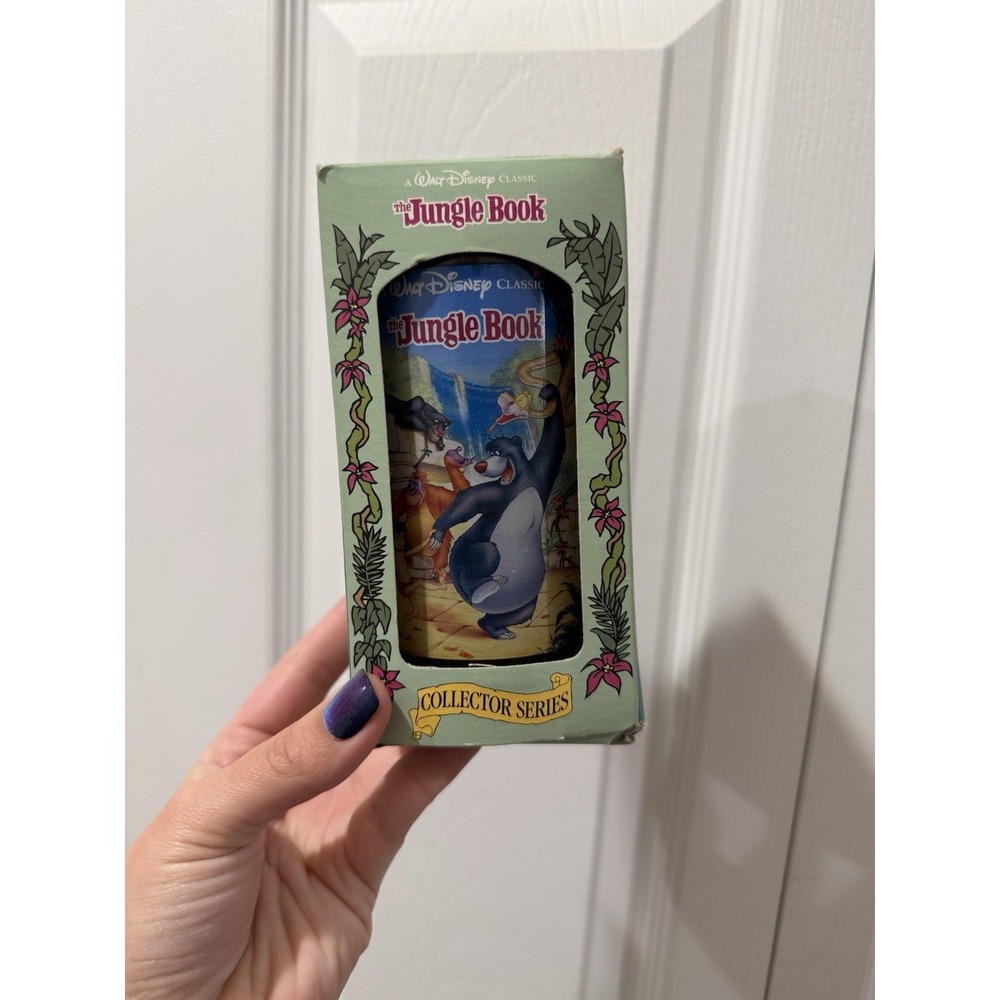 A WALT DISNEY CLASSIC
The Jungle Book
WALT DISNEY CLASSIC
The Jungle Book
COLLECTOR SERIES